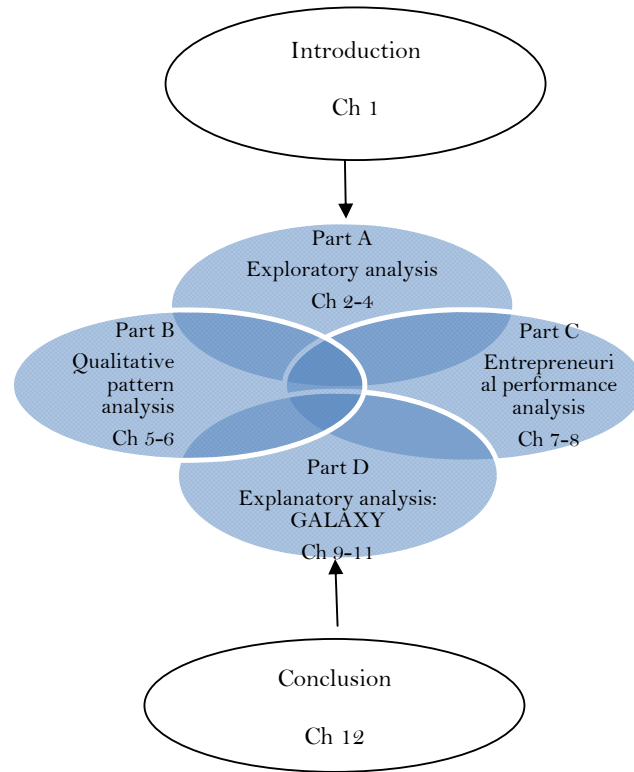 Introduction
Ch 1
Part A
Exploratory analysis
Ch 2-4
Part B
Qualitative
pattern
analysis
Ch 5-6
Part C
Entrepreneuri
al performance
analysis
Ch 7-8
Part D
Explanatory analysis:
GALAXY
Ch 9-11
Conclusion
Ch 12